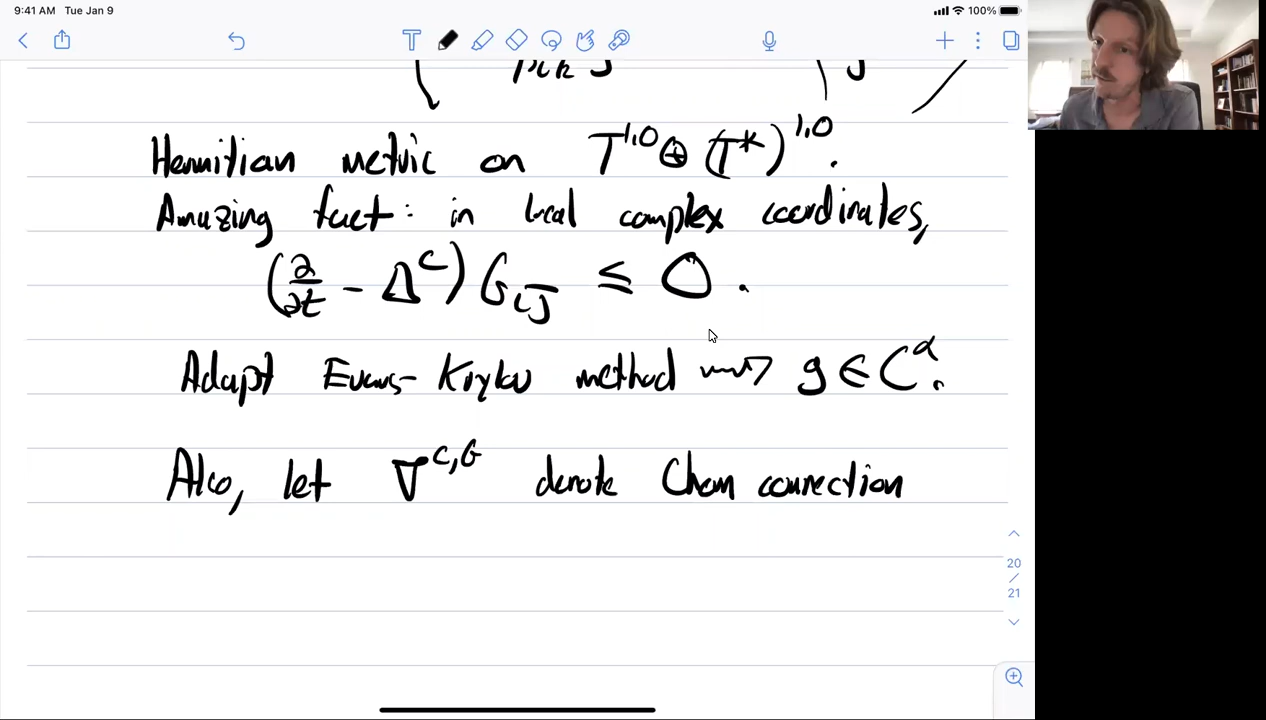 9:41 AM Tue Jan 9
100%
Hermitian metric on T^{1,0} ⊕ (T*)^{1,0}.
Amazing fact: in local complex coordinates,
(∂/∂t - Δ^C) G_{i\bar{J}} ≤ 0.
Adapt Evans-Krylov method ⇝ g ∈ C^α.
Also, let ∇^{C,G} denote Chern connection
20
/
21